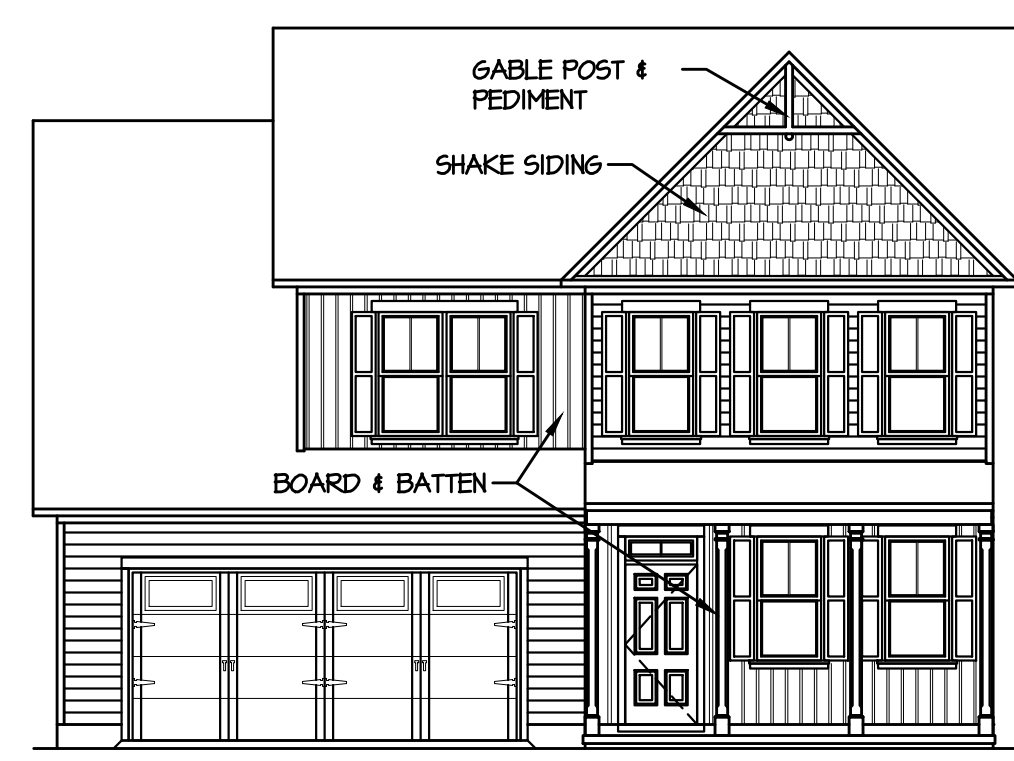 GABLE POST &
PEDIMENT
SHAKE SIDING
BOARD & BATTEN